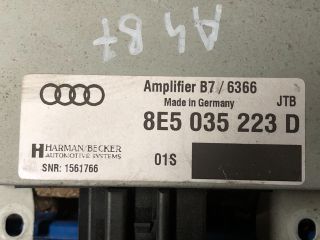 A4 B7
Amplifier B7 / 6366
Made in Germany JTB
8E5 035 223 D
HARMAN/BECKER
AUTOMOTIVE SYSTEMS
01S
SNR: 1561766